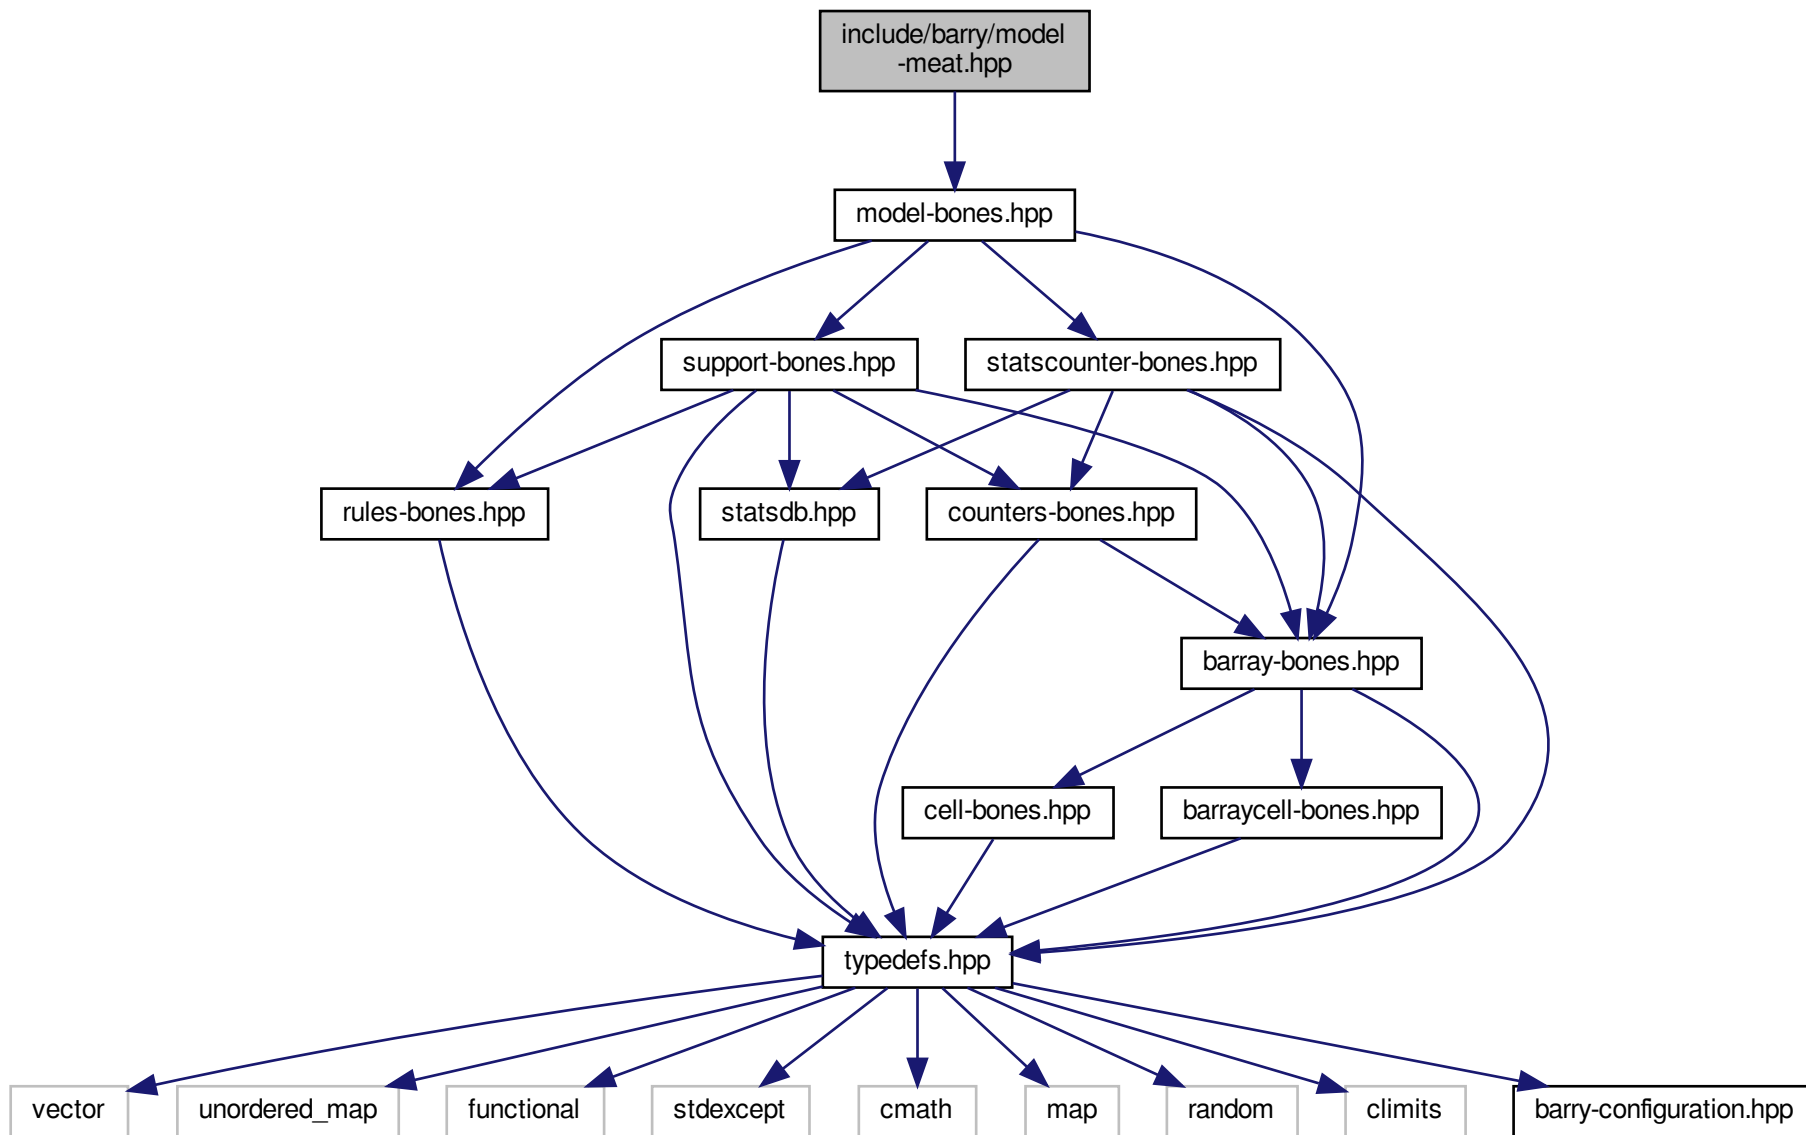 include/barry/model
-meat.hpp
model-bones.hpp
support-bones.hpp
statscounter-bones.hpp
rules-bones.hpp
statsdb.hpp
counters-bones.hpp
barray-bones.hpp
cell-bones.hpp
barraycell-bones.hpp
typedefs.hpp
vector
unordered_map
functional
stdexcept
cmath
map
random
climits
barry-configuration.hpp